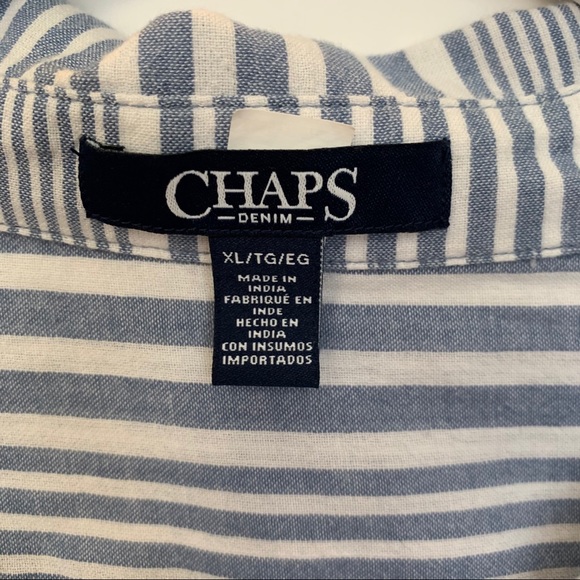 CHAPS
DENIM
XL/TG/EG
MADE IN
INDIA
FABRIQUÉ EN
INDE
HECHO EN
INDIA
CON INSUMOS
IMPORTADOS